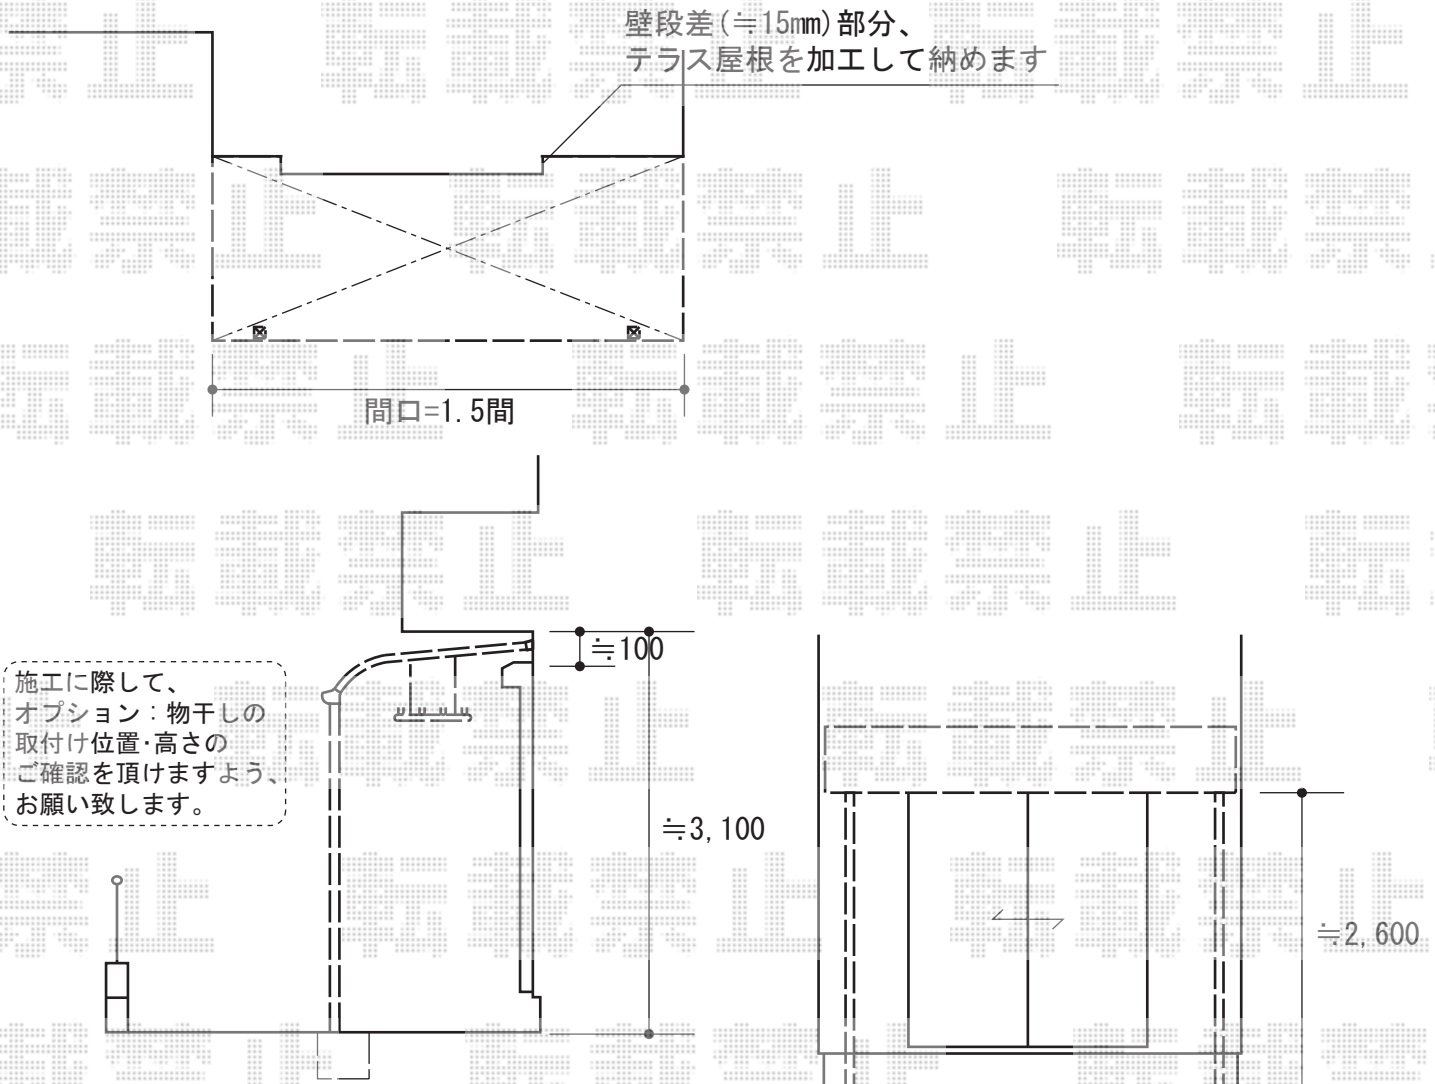 壁段差(≒15mm)部分、
テラス屋根を加工して納めます
間口=1.5間
≒100
施工に際して、
オプション：物干しの
取付け位置･高さの
ご確認を頂けますよう、
お願い致します。
≒3,100
≒2,600
転載禁止